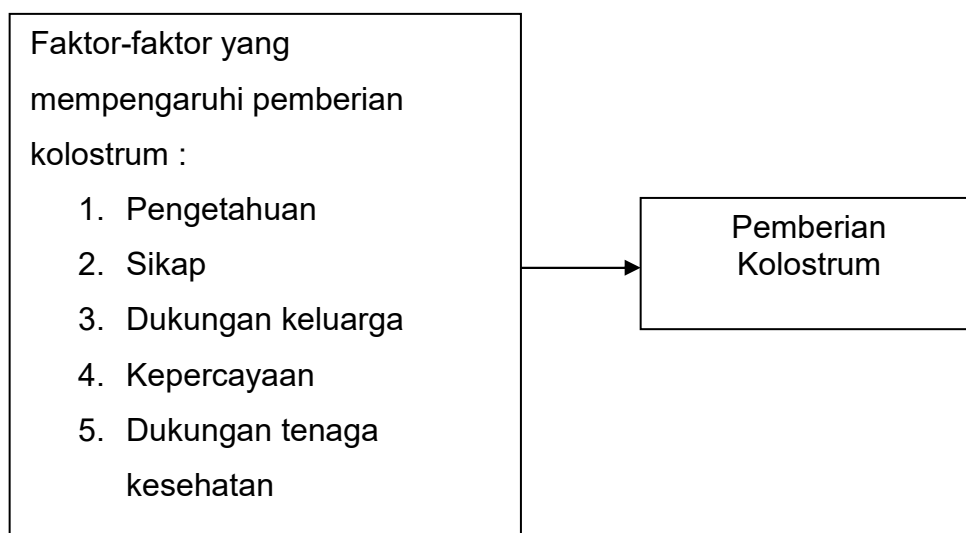 Faktor-faktor yang
mempengaruhi pemberian
kolostrum :
1. Pengetahuan
2. Sikap
3. Dukungan keluarga
4. Kepercayaan
5. Dukungan tenaga
kesehatan
Pemberian
Kolostrum